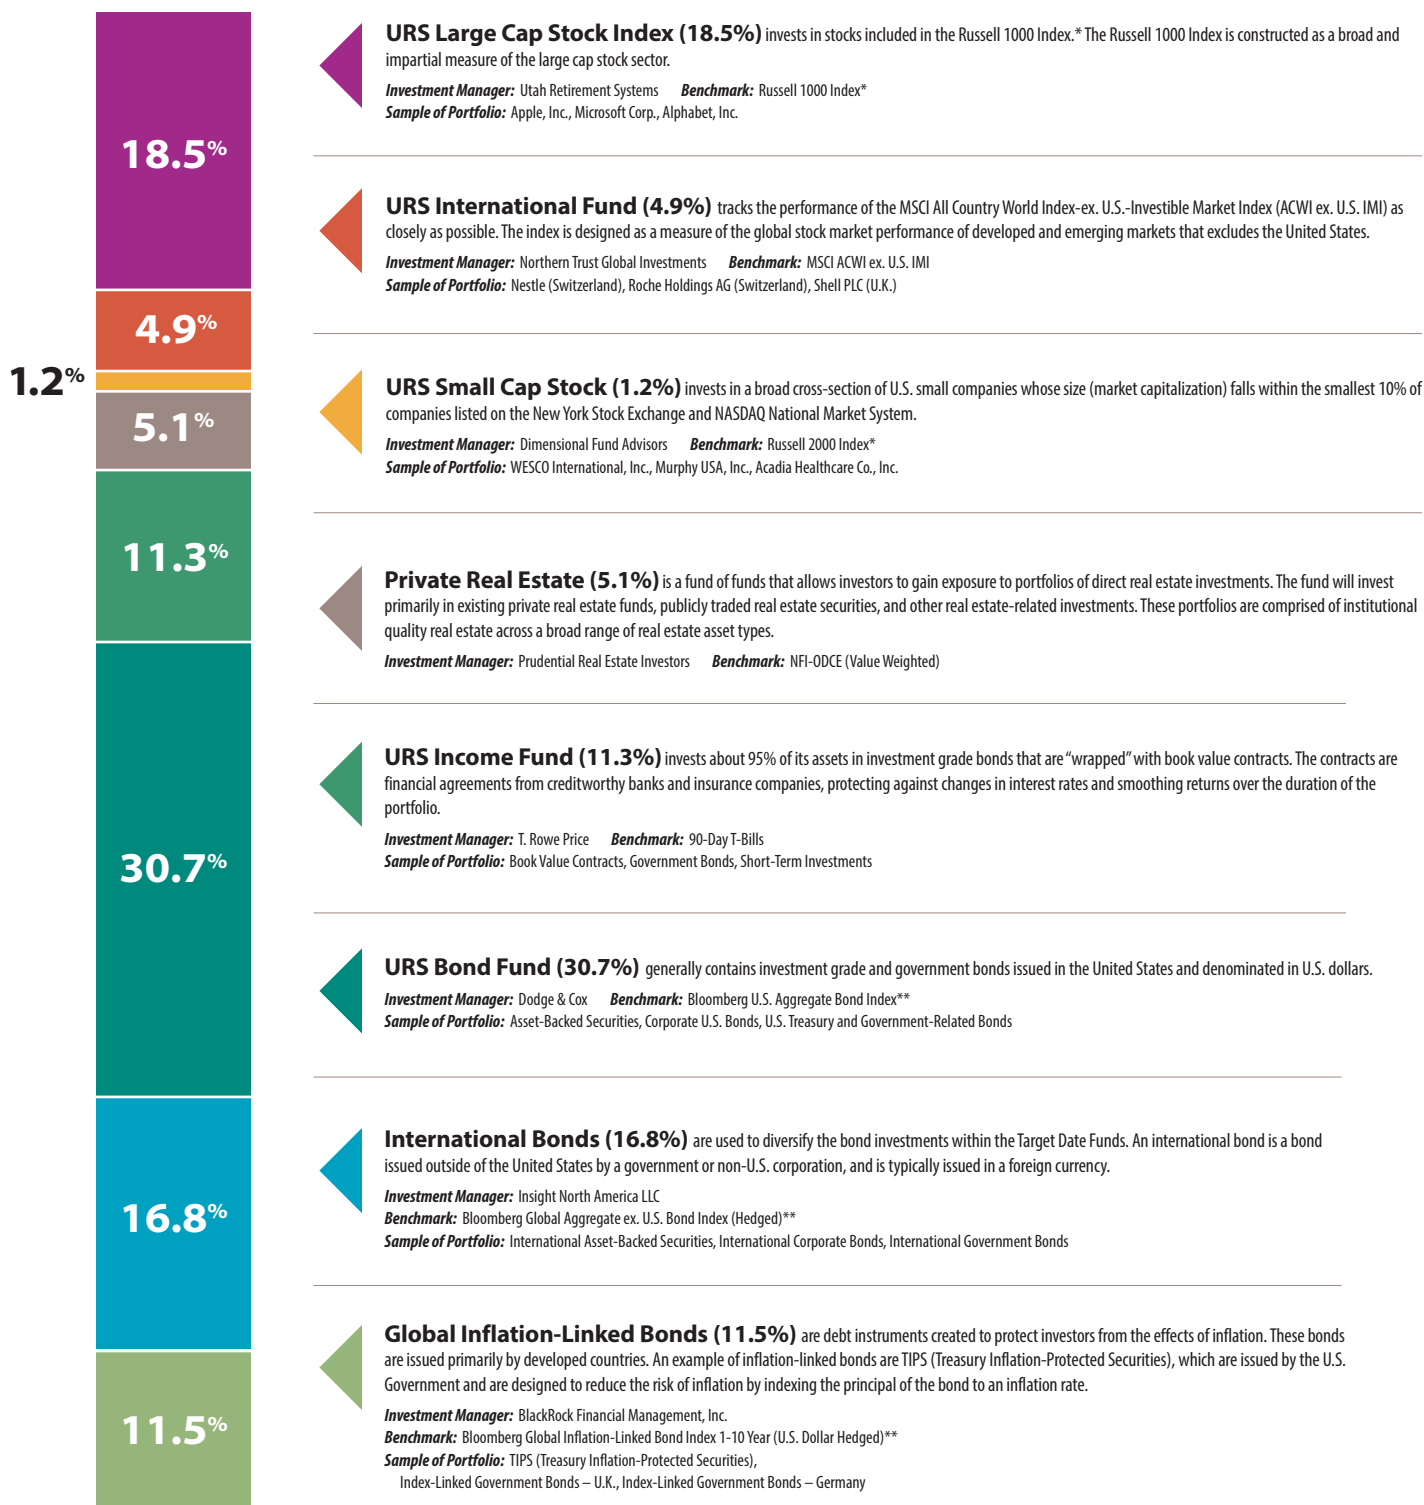 18.5%
4.9%
1.2%
5.1%
11.3%
30.7%
16.8%
11.5%
URS Large Cap Stock Index (18.5%) invests in stocks included in the Russell 1000 Index.* The Russell 1000 Index is constructed as a broad and
impartial measure of the large cap stock sector.
Investment Manager: Utah Retirement Systems Benchmark: Russell 1000 Index*
Sample of Portfolio: Apple, Inc., Microsoft Corp., Alphabet, Inc.
URS International Fund (4.9%) tracks the performance of the MSCI All Country World Index-ex. U.S.-Investible Market Index (ACWI ex. U.S. IMI) as
closely as possible. The index is designed as a measure of the global stock market performance of developed and emerging markets that excludes the United States.
Investment Manager: Northern Trust Global Investments Benchmark: MSCI ACWI ex. U.S. IMI
Sample of Portfolio: Nestle (Switzerland), Roche Holdings AG (Switzerland), Shell PLC (U.K.)
URS Small Cap Stock (1.2%) invests in a broad cross-section of U.S. small companies whose size (market capitalization) falls within the smallest 10% of
companies listed on the New York Stock Exchange and NASDAQ National Market System.
Investment Manager: Dimensional Fund Advisors Benchmark: Russell 2000 Index*
Sample of Portfolio: WESCO International, Inc., Murphy USA, Inc., Acadia Healthcare Co., Inc.
Private Real Estate (5.1%) is a fund of funds that allows investors to gain exposure to portfolios of direct real estate investments. The fund will invest
primarily in existing private real estate funds, publicly traded real estate securities, and other real estate-related investments. These portfolios are comprised of institutional
quality real estate across a broad range of real estate asset types.
Investment Manager: Prudential Real Estate Investors Benchmark: NFI-ODCE (Value Weighted)
URS Income Fund (11.3%) invests about 95% of its assets in investment grade bonds that are “wrapped” with book value contracts. The contracts are
financial agreements from creditworthy banks and insurance companies, protecting against changes in interest rates and smoothing returns over the duration of the
portfolio.
Investment Manager: T. Rowe Price Benchmark: 90-Day T-Bills
Sample of Portfolio: Book Value Contracts, Government Bonds, Short-Term Investments
URS Bond Fund (30.7%) generally contains investment grade and government bonds issued in the United States and denominated in U.S. dollars.
Investment Manager: Dodge & Cox Benchmark: Bloomberg U.S. Aggregate Bond Index**
Sample of Portfolio: Asset-Backed Securities, Corporate U.S. Bonds, U.S. Treasury and Government-Related Bonds
International Bonds (16.8%) are used to diversify the bond investments within the Target Date Funds. An international bond is a bond
issued outside of the United States by a government or non-U.S. corporation, and is typically issued in a foreign currency.
Investment Manager: Insight North America LLC
Benchmark: Bloomberg Global Aggregate ex. U.S. Bond Index (Hedged)**
Sample of Portfolio: International Asset-Backed Securities, International Corporate Bonds, International Government Bonds
Global Inflation-Linked Bonds (11.5%) are debt instruments created to protect investors from the effects of inflation. These bonds
are issued primarily by developed countries. An example of inflation-linked bonds are TIPS (Treasury Inflation-Protected Securities), which are issued by the U.S.
Government and are designed to reduce the risk of inflation by indexing the principal of the bond to an inflation rate.
Investment Manager: BlackRock Financial Management, Inc.
Benchmark: Bloomberg Global Inflation-Linked Bond Index 1-10 Year (U.S. Dollar Hedged)**
Sample of Portfolio: TIPS (Treasury Inflation-Protected Securities),
Index-Linked Government Bonds – U.K., Index-Linked Government Bonds – Germany